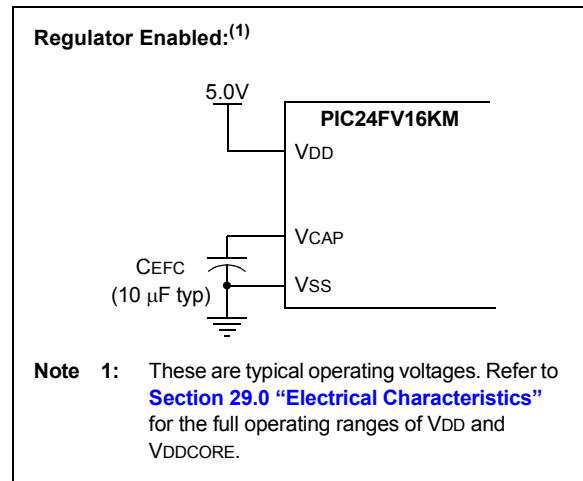 Regulator Enabled:(1)
5.0V
PIC24FV16KM
VDD
VCAP
CEFC
(10 μF typ)
VSS
Note 1: These are typical operating voltages. Refer to
Section 29.0 “Electrical Characteristics”
for the full operating ranges of VDD and
VDDCORE.